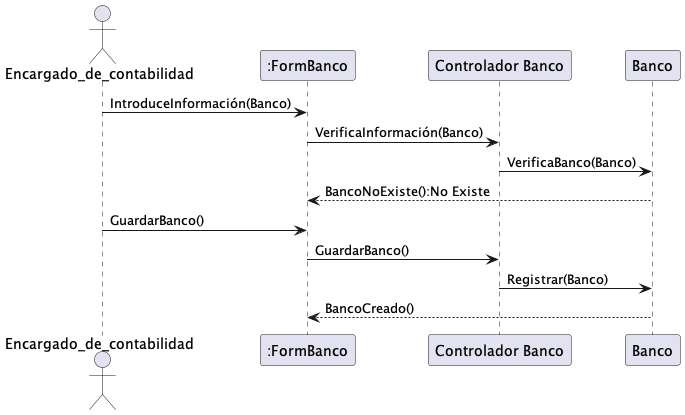 Encargado_de_contabilidad
:FormBanco
Controlador Banco
Banco
IntroduceInformación(Banco)
VerificaInformación(Banco)
VerificaBanco(Banco)
BancoNoExiste():No Existe
GuardarBanco()
GuardarBanco()
Registrar(Banco)
BancoCreado()
Encargado_de_contabilidad
:FormBanco
Controlador Banco
Banco